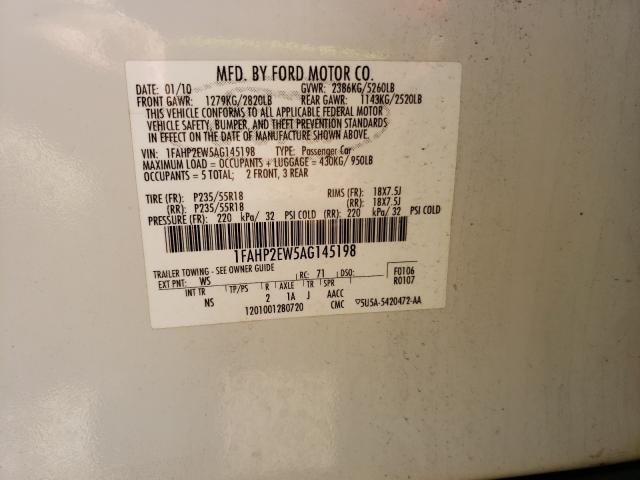 MFD. BY FORD MOTOR CO.
DATE: 01/10 GVWR: 2386KG/5260LB
FRONT GAWR: 1279KG/2820LB REAR GAWR: 1143KG/2520LB
THIS VEHICLE CONFORMS TO ALL APPLICABLE FEDERAL MOTOR
VEHICLE SAFETY, BUMPER, AND THEFT PREVENTION STANDARDS
IN EFFECT ON THE DATE OF MANUFACTURE SHOWN ABOVE.
VIN: 1FAHP2EW5AG145198 TYPE: Passenger Car
MAXIMUM LOAD = OCCUPANTS + LUGGAGE = 430KG/ 950LB
OCCUPANTS = 5 TOTAL; 2 FRONT, 3 REAR
TIRE (FR): P235/55R18 RIMS (FR): 18X7.5J
(RR): P235/55R18 (RR): 18X7.5J
PRESSURE (FR): 220 kPa/ 32 PSI COLD (RR): 220 kPa/ 32 PSI COLD
1FAHP2EW5AG145198
TRAILER TOWING - SEE OWNER GUIDE
EXT PNT: WS RC: 71 DSO: F0106
R0107
INT TR TP/PS R AXLE TR SPR
NS 2 1A J AACC
1201001280720 CMC 5U5A-5420472-AA